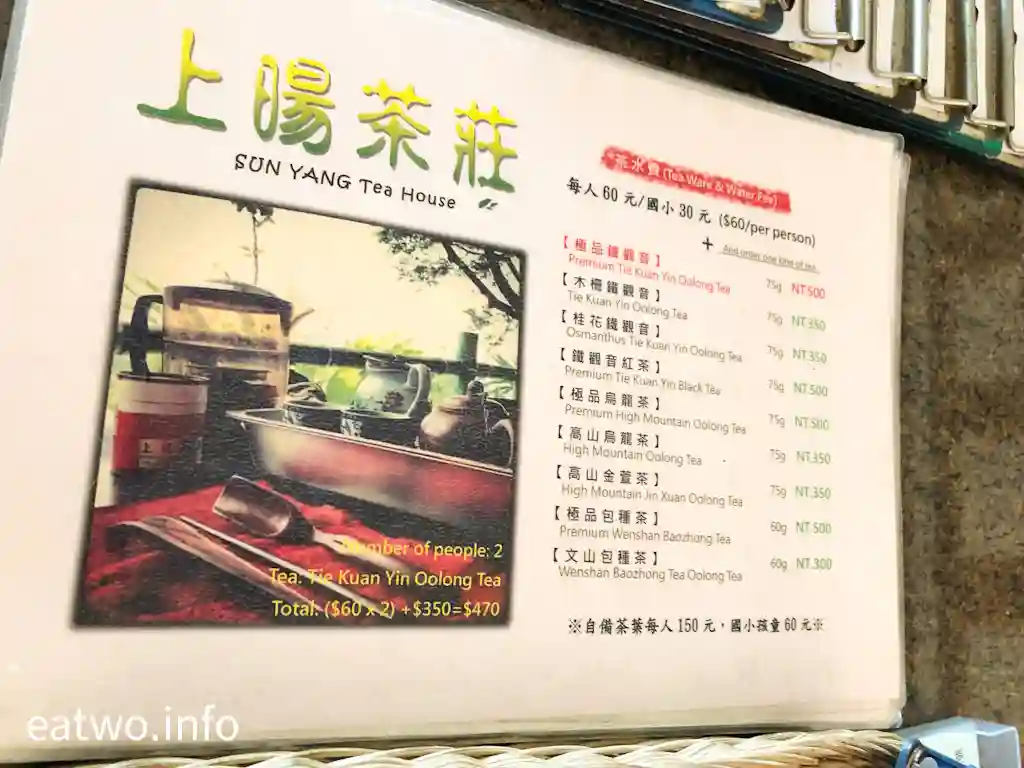 上暘茶莊
SUN YANG Tea House
*茶水費 (Tea Ware & Water Fee)
每人 60 元/國小 30 元 ($60/per person)
+ And order one kind of tea.
【極品鐵觀音】
Premium Tie Kuan Yin Oolong Tea 75g NT.500
【木柵鐵觀音】
Tie Kuan Yin Oolong Tea 75g NT.350
【桂花鐵觀音】
Osmanthus Tie Kuan Yin Oolong Tea 75g NT.350
【鐵觀音紅茶】
Premium Tie Kuan Yin Black Tea 75g NT.500
【極品烏龍茶】
Premium High Mountain Oolong Tea 75g NT.500
【高山烏龍茶】
High Mountain Oolong Tea 75g NT.350
【高山金萱茶】
High Mountain Jin Xuan Oolong Tea 75g NT.350
【極品包種茶】
Premium Wenshan Baozhong Tea 60g NT.500
【文山包種茶】
Wenshan Baozhong Tea Oolong Tea 60g NT.300
※自備茶葉每人 150 元，國小孩童 60 元※
Number of people: 2
Tea: Tie Kuan Yin Oolong Tea
Total: ($60 x 2) +$350=$470
eatwo.info